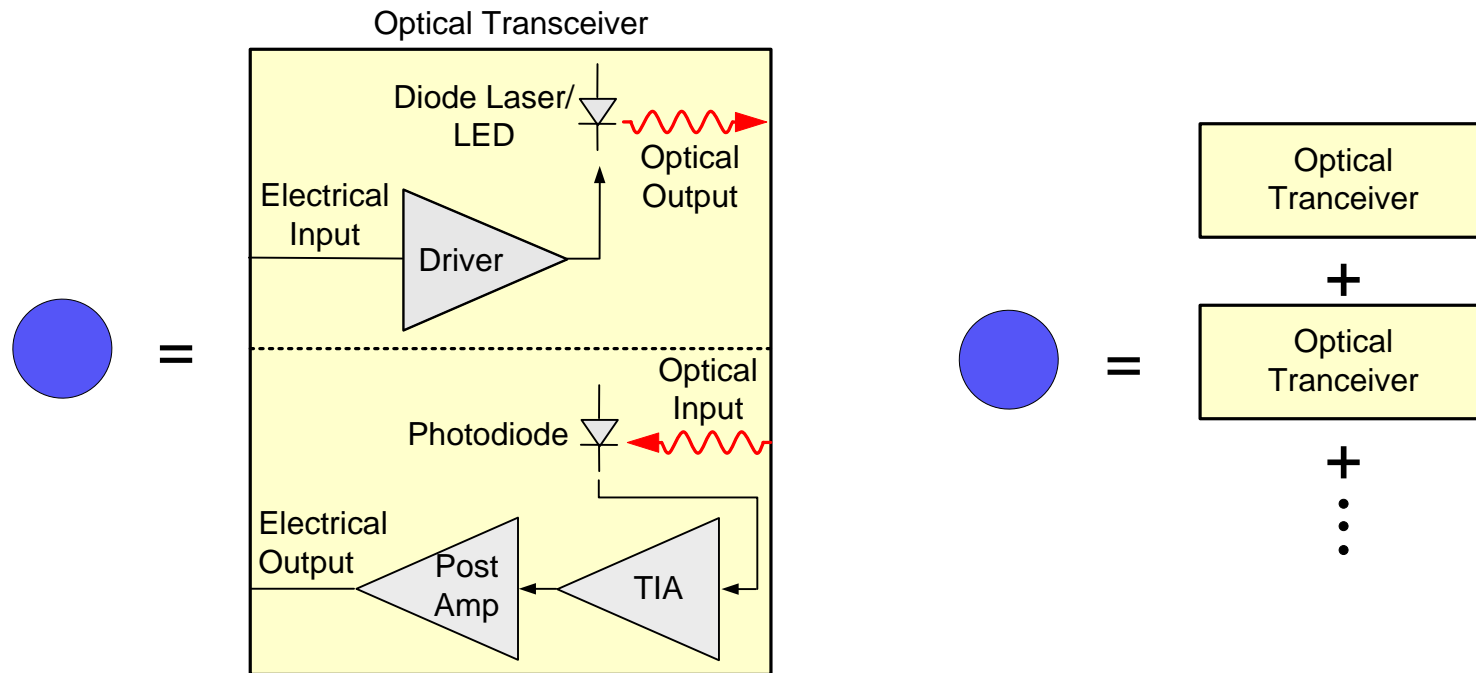 Optical Transceiver
Diode Laser/
LED
Optical
Output
Electrical
Input
Driver
=
Optical
Input
Photodiode
Electrical
Output
Post
Amp
TIA
Optical
Tranceiver
+
=
Optical
Tranceiver
+